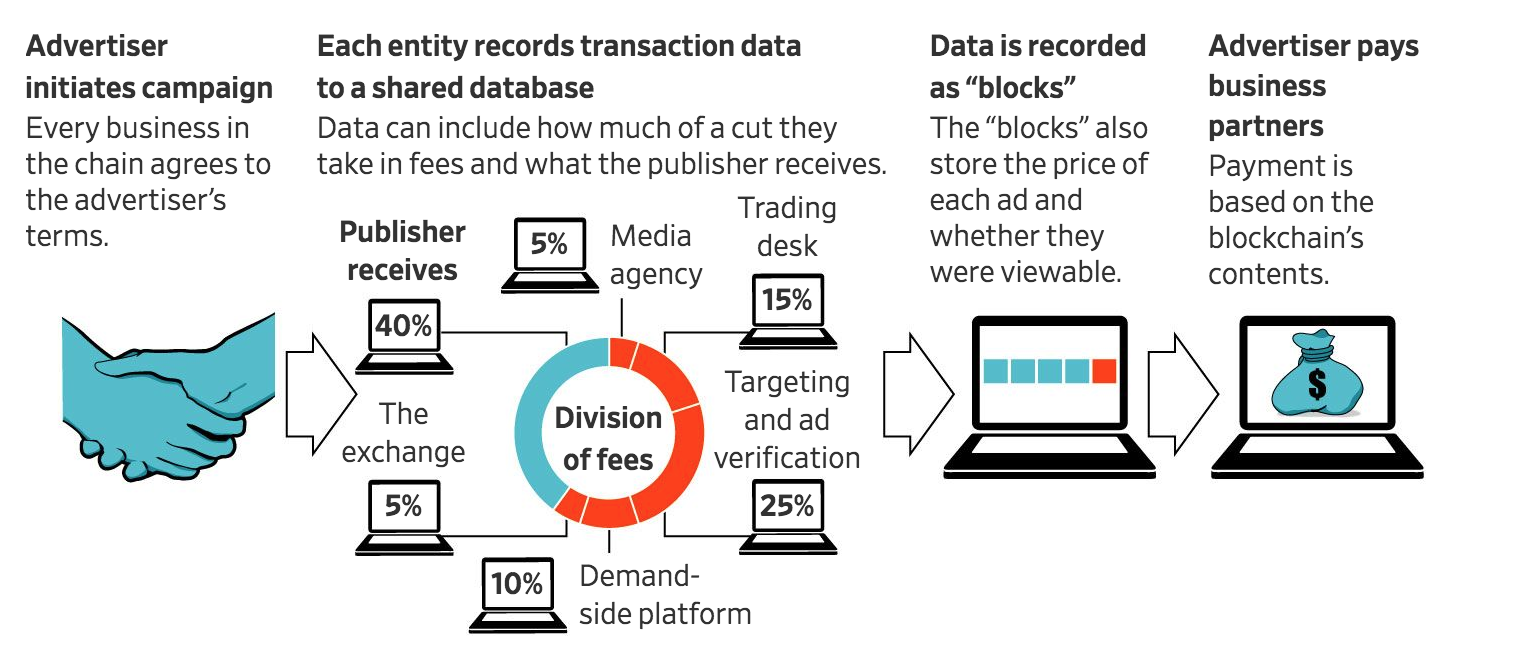 Advertiser
initiates campaign
Every business in
the chain agrees to
the advertiser’s
terms.
Each entity records transaction data
to a shared database
Data can include how much of a cut they
take in fees and what the publisher receives.
Publisher
receives
40%
5%
Media
agency
Trading
desk
15%
Targeting
and ad
verification
25%
Demand-
side platform
10%
The
exchange
5%
Division
of fees
Data is recorded
as “blocks”
The “blocks” also
store the price of
each ad and
whether they
were viewable.
Advertiser pays
business
partners
Payment is
based on the
blockchain’s
contents.
$